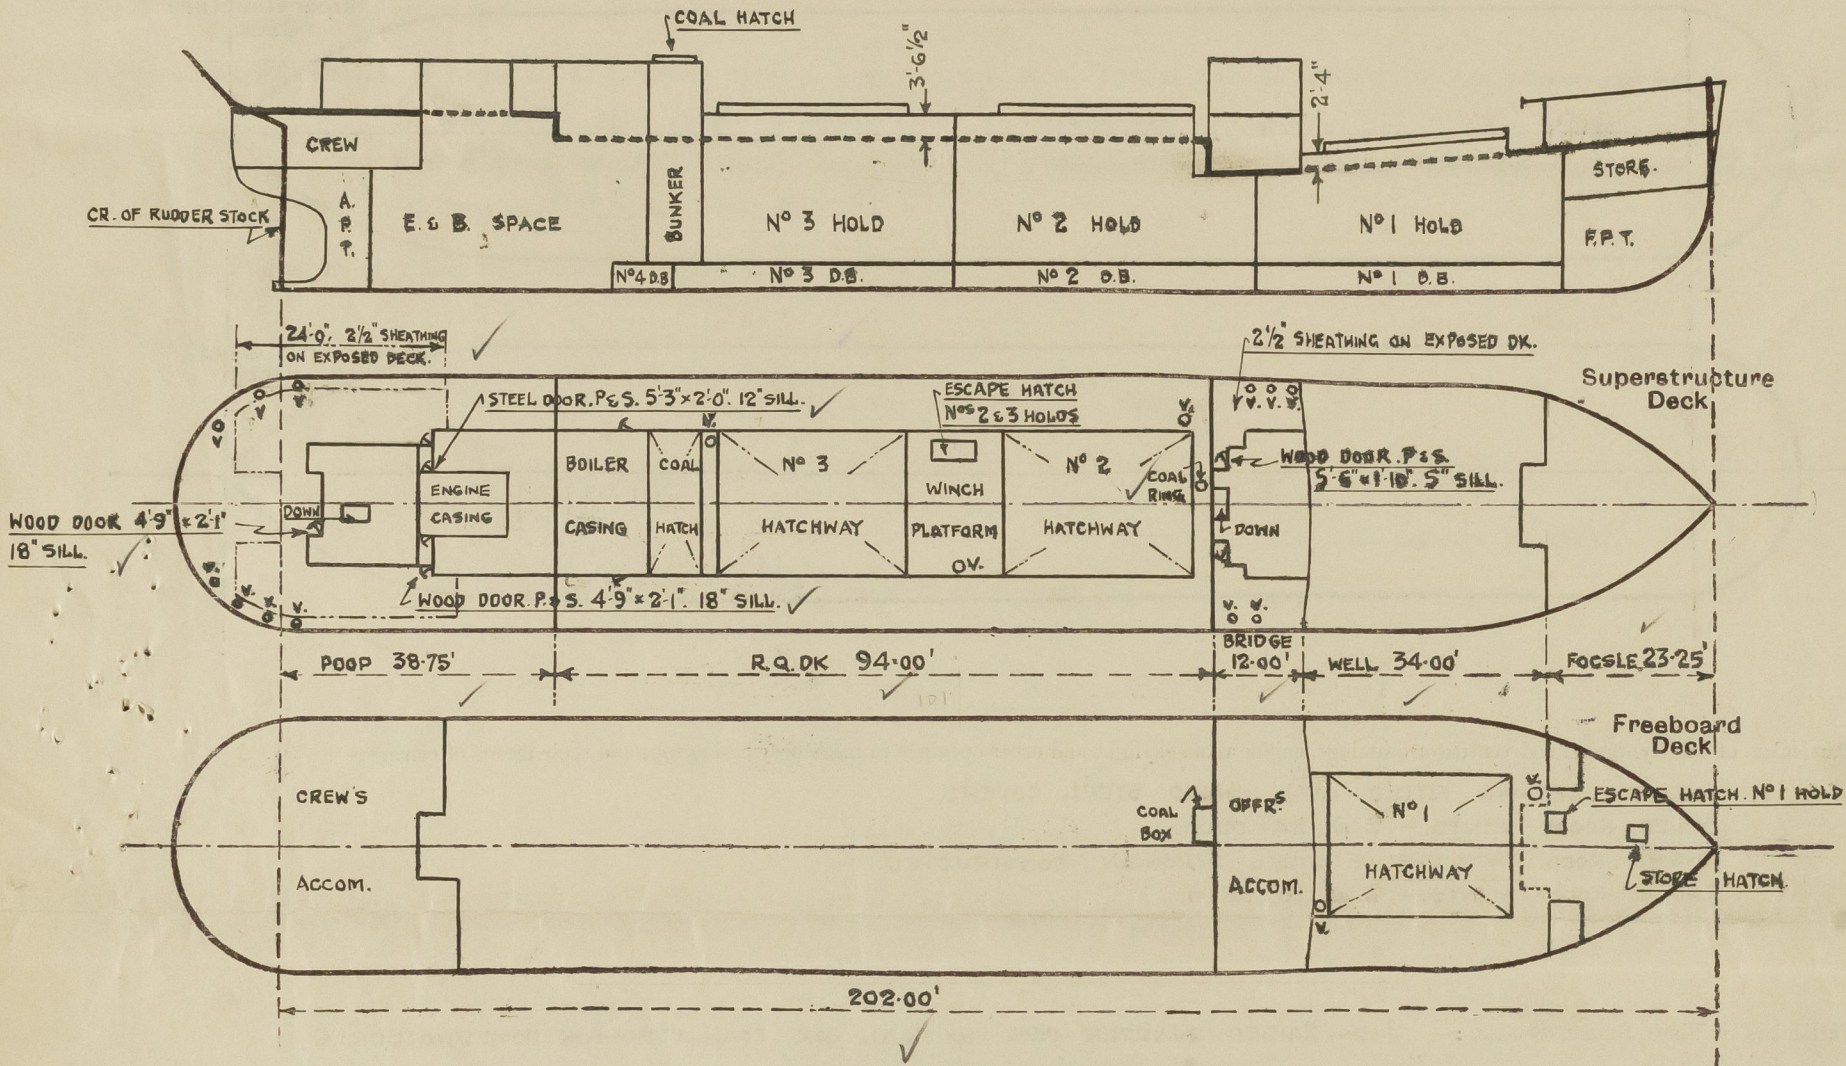 COAL HATCH
3'-6½"
2'-4"
CREW
STORE.
A.
P.
T.
CR. OF RUDDER STOCK
E. & B. SPACE
BUNKER
Nº 3 HOLD
Nº 2 HOLD
Nº 1 HOLD
F.P.T.
Nº4 D.B
Nº 3 D.B.
Nº 2 D.B.
Nº 1 D.B.
24'-0", 2½" SHEATHING
ON EXPOSED DECK.
2½" SHEATHING ON EXPOSED DK.
Superstructure
Deck
STEEL DOOR. P&S. 5'-3" × 2'-0". 12" SILL.
ESCAPE HATCH
Nºs 2 & 3 HOLDS
BOILER
CASING
COAL
HATCH
Nº 3
HATCHWAY
WINCH
PLATFORM
OV.
Nº 2
HATCHWAY
COAL
RING
WOOD DOOR. P&S.
5'-6" × 1'-10". 5" SILL.
ENGINE
CASING
DOWN
DOWN
WOOD DOOR 4'-9" × 2'-1"
18" SILL.
WOOD DOOR. P.& S. 4'-9" × 2'-1". 18" SILL.
V. V.
V. V. V.
POOP 38·75'
R.Q.DK 94·00'
BRIDGE
12·00'
WELL 34·00'
FOCSLE 23·25'
Freeboard
Deck
CREW'S
ACCOM.
COAL
BOX
OFFRS
ACCOM.
Nº 1
HATCHWAY
V.
ESCAPE HATCH. Nº 1 HOLD
STORE HATCH
202·00'